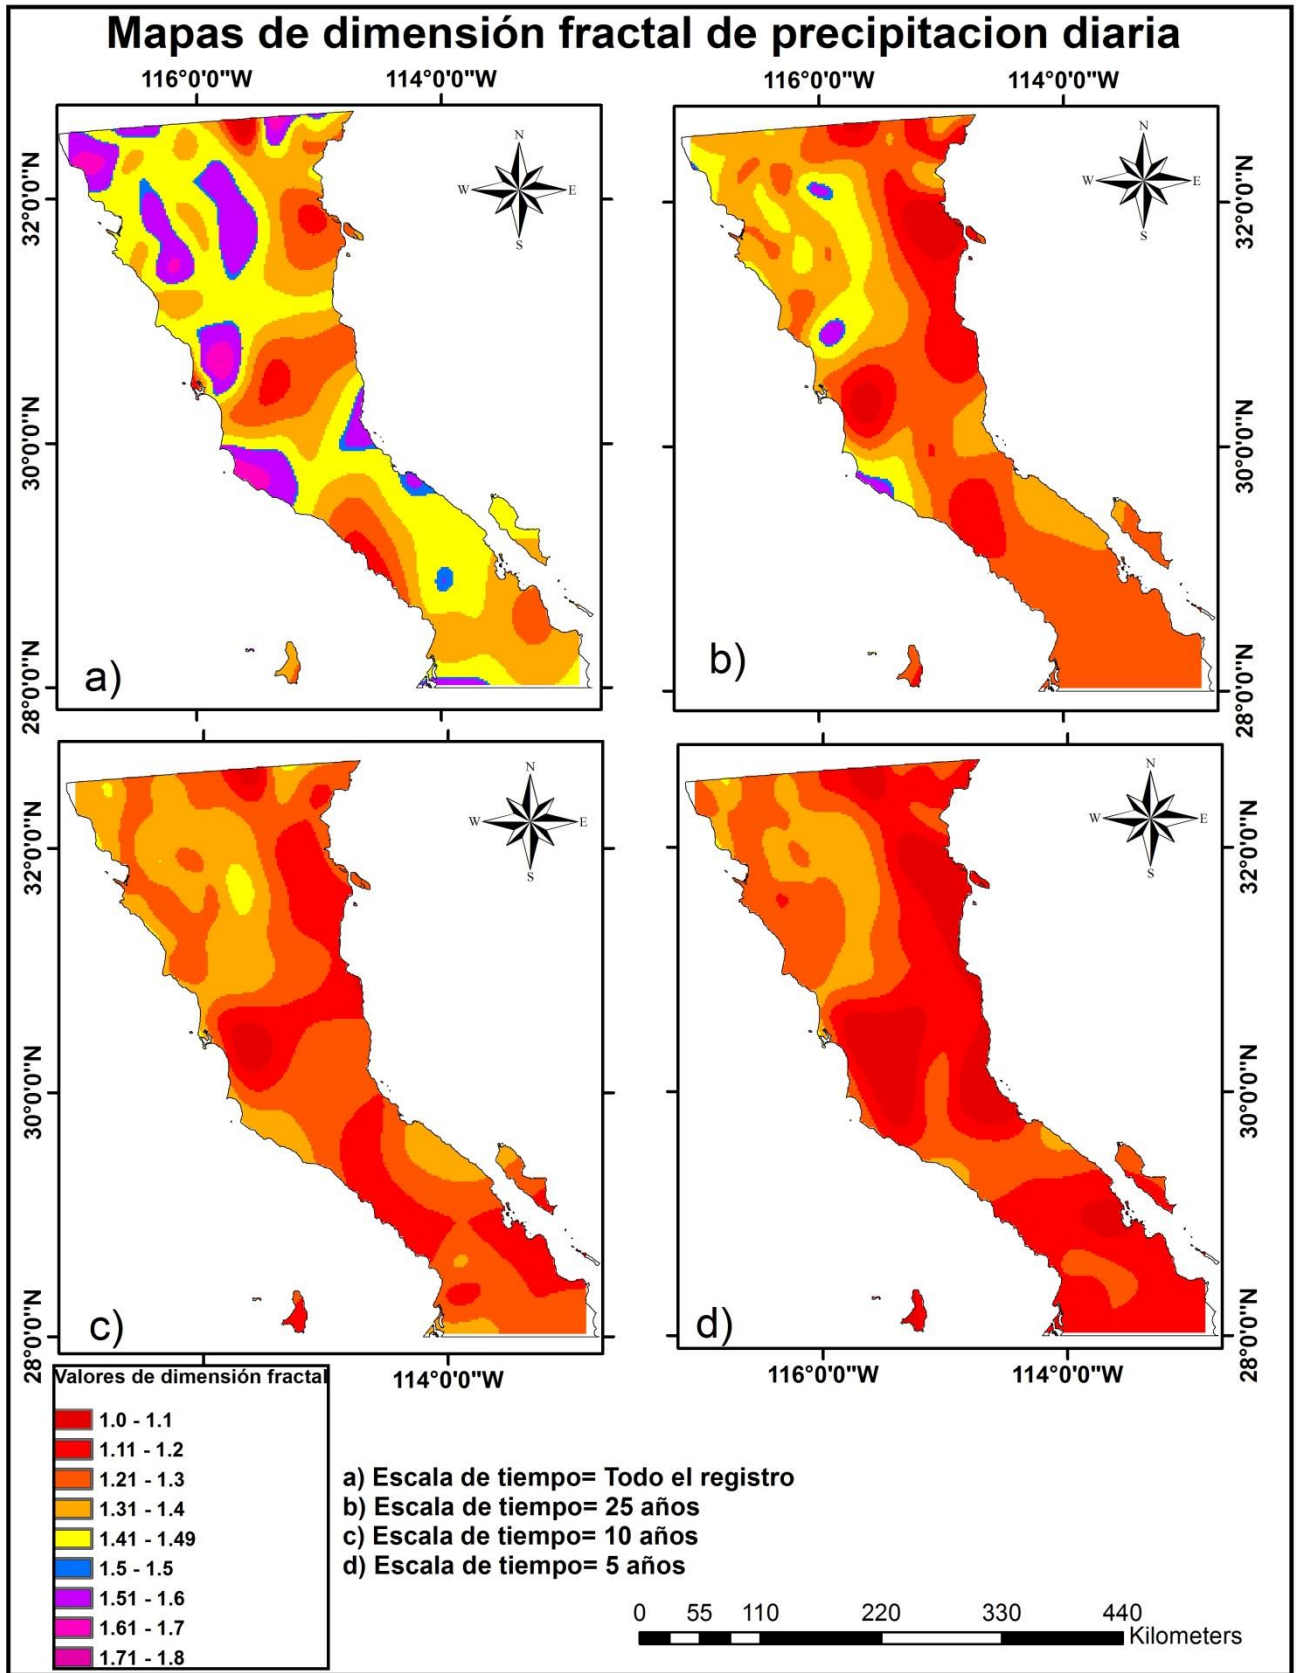 Mapas de dimensión fractal de precipitacion diaria
116°0'0"W 114°0'0"W 116°0'0"W 114°0'0"W
32°0'0"N
30°0'0"N
28°0'0"N
N
W E
S
a)
N
W E
S
b)
32°0'0"N
30°0'0"N
28°0'0"N
32°0'0"N
30°0'0"N
28°0'0"N
N
W E
S
c)
N
W E
S
d)
32°0'0"N
30°0'0"N
28°0'0"N
114°0'0"W 116°0'0"W 114°0'0"W
Valores de dimensión fractal
1.0 - 1.1
1.11 - 1.2
1.21 - 1.3
1.31 - 1.4
1.41 - 1.49
1.5 - 1.5
1.51 - 1.6
1.61 - 1.7
1.71 - 1.8
a) Escala de tiempo= Todo el registro
b) Escala de tiempo= 25 años
c) Escala de tiempo= 10 años
d) Escala de tiempo= 5 años
0 55 110 220 330 440
Kilometers